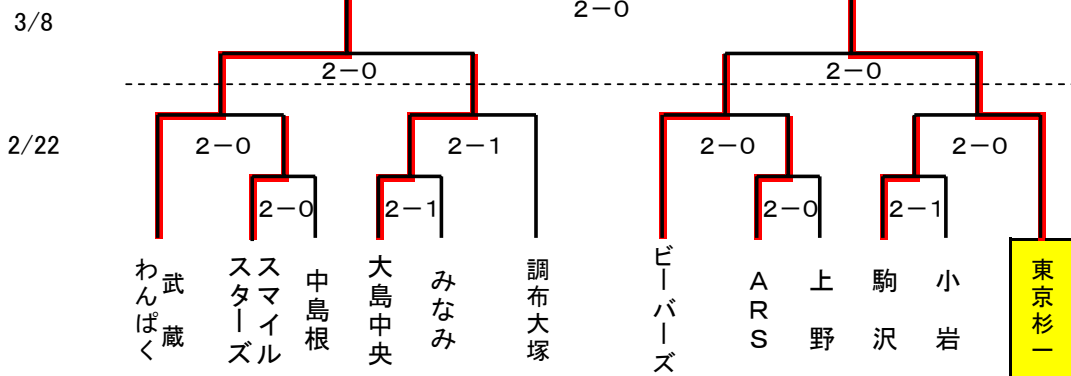 3/8
2-0
2-0
2-0
2/22
2-0
2-1
2-0
2-0
2-0
2-1
2-0
2-1
武蔵
わんぱく
スマイル
スターズ
中島根
大島中央
みなみ
調布大塚
ビーバーズ
ARS
上野
駒沢
小岩
東京杉一